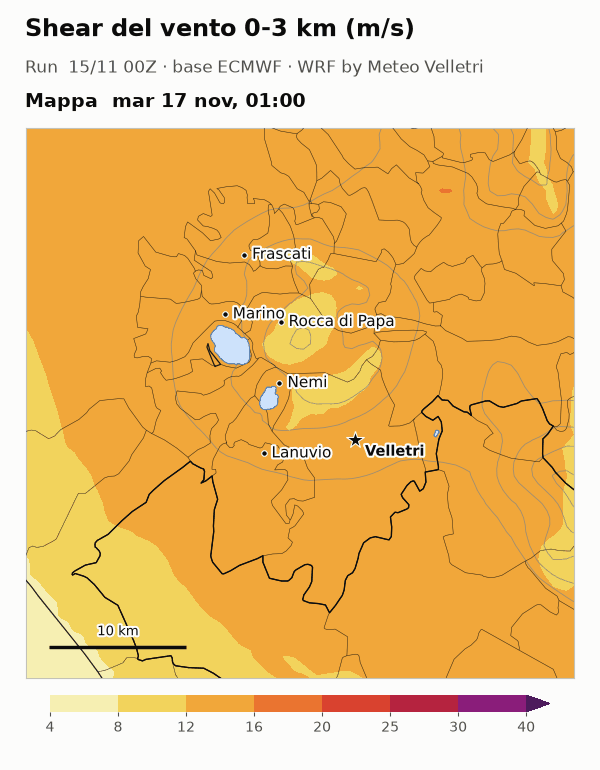 Shear del vento 0-3 km (m/s)
Run  15/11 00Z · base ECMWF · WRF by Meteo Velletri
Mappa  mar 17 nov, 01:00
Frascati
Marino
Rocca di Papa
Nemi
Velletri
Lanuvio
10 km
4 8 12 16 20 25 30 40